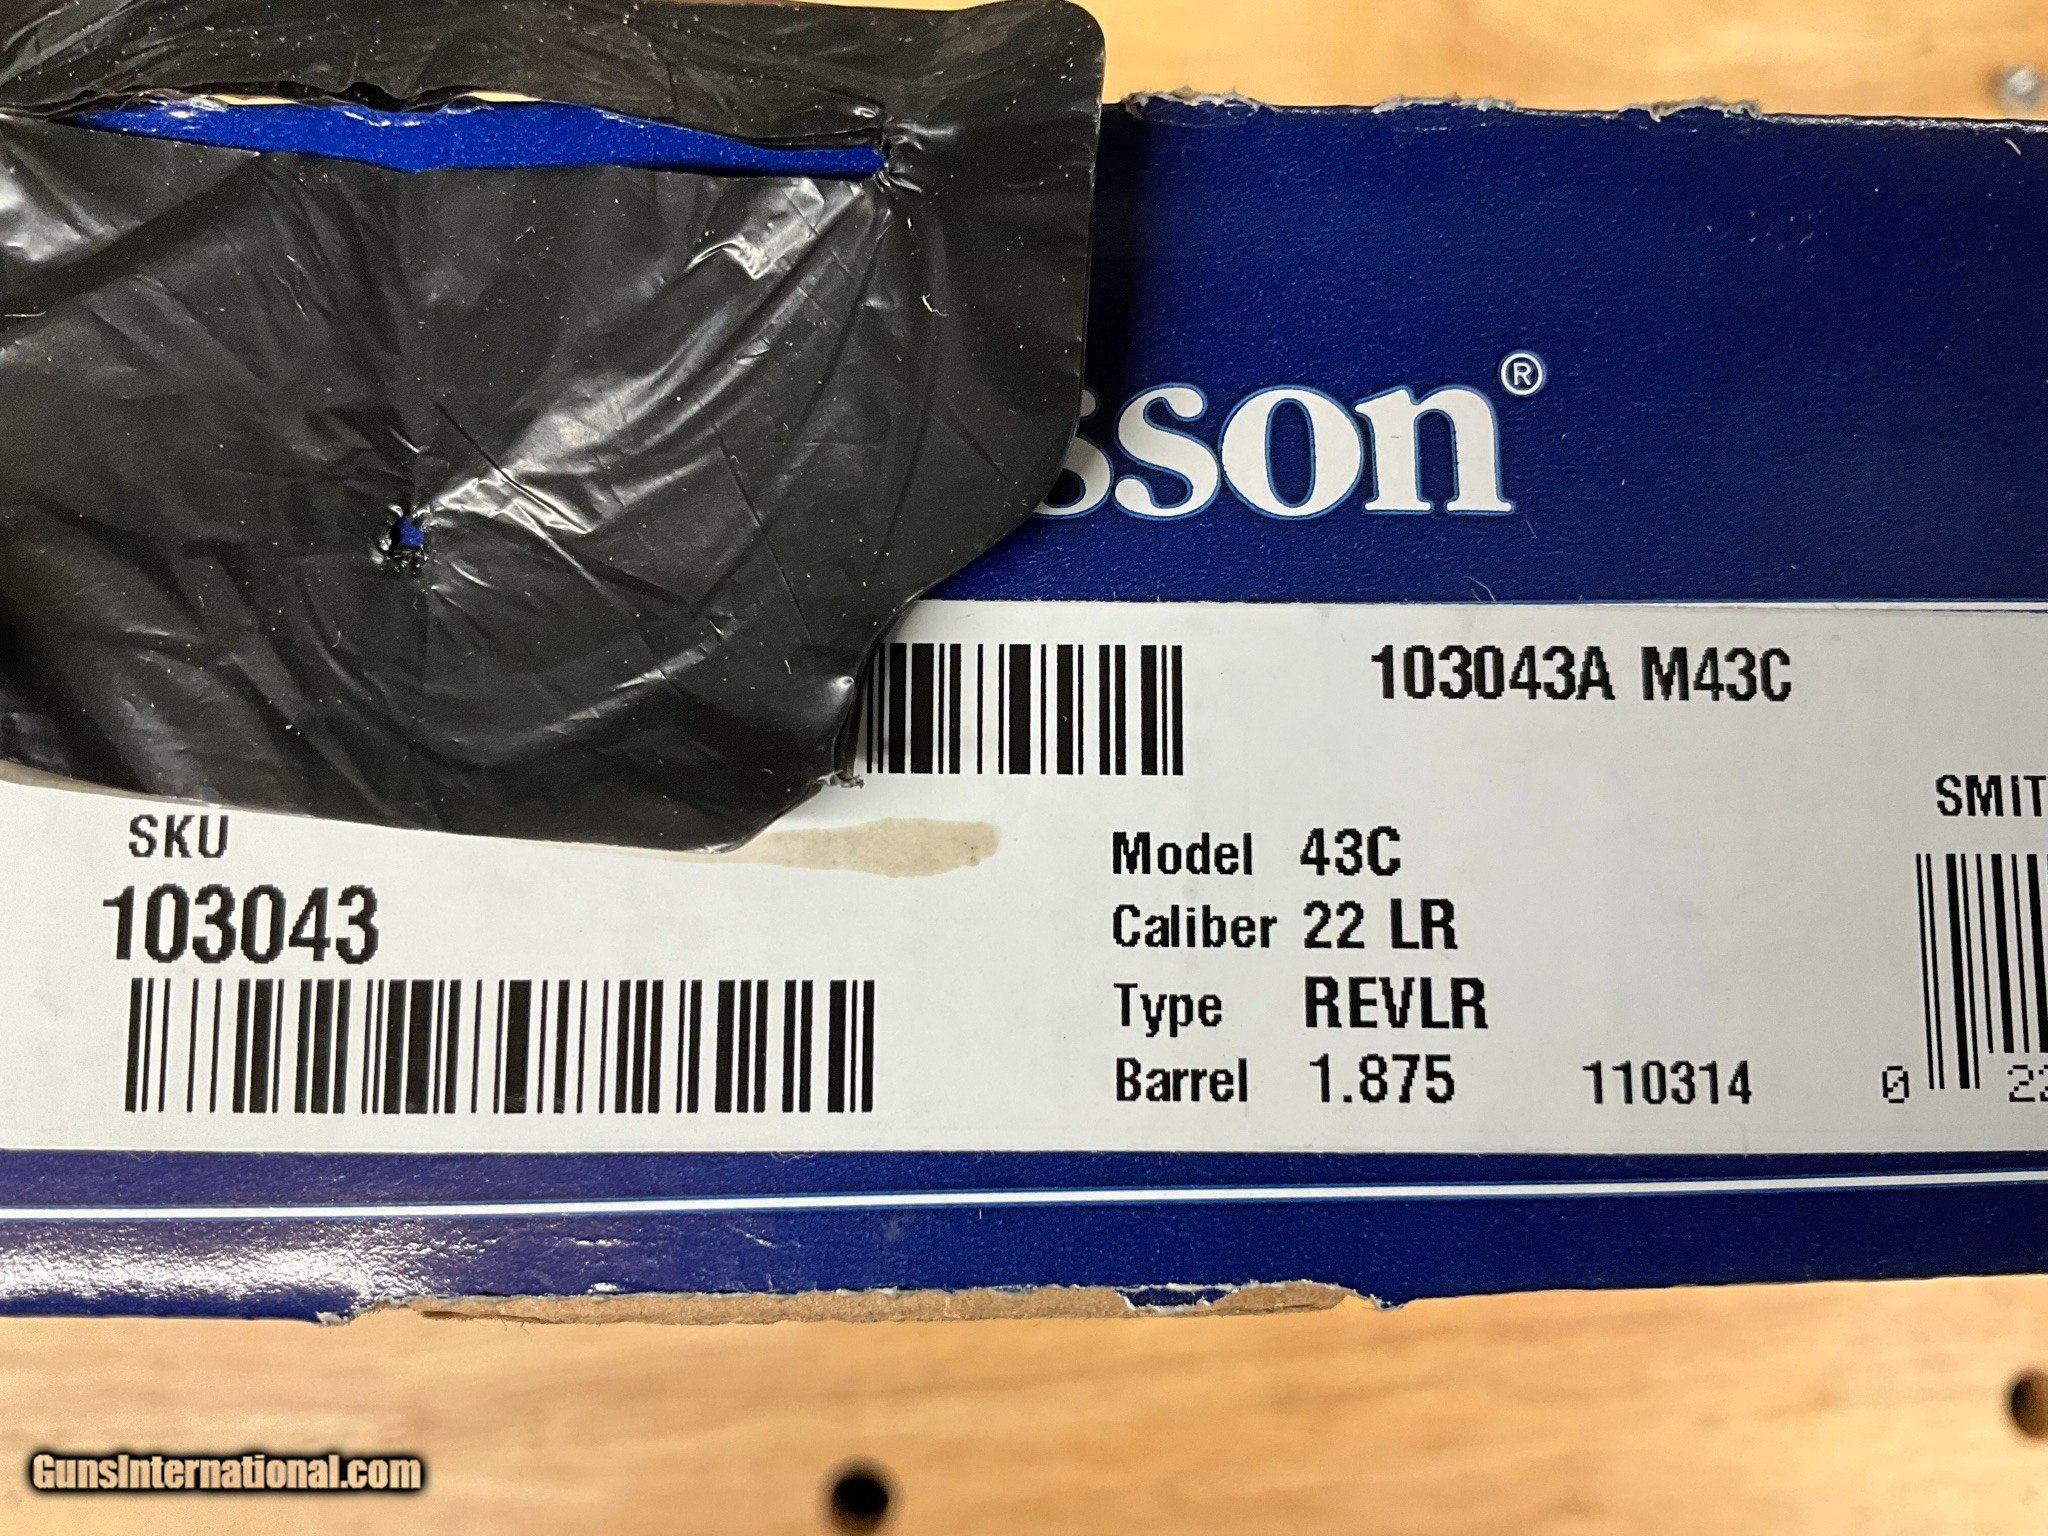 sson®
103043A M43C
SMIT
SKU
103043
Model 43C
Caliber 22 LR
Type REVLR
Barrel 1.875
110314
0 22
GunsInternational.com